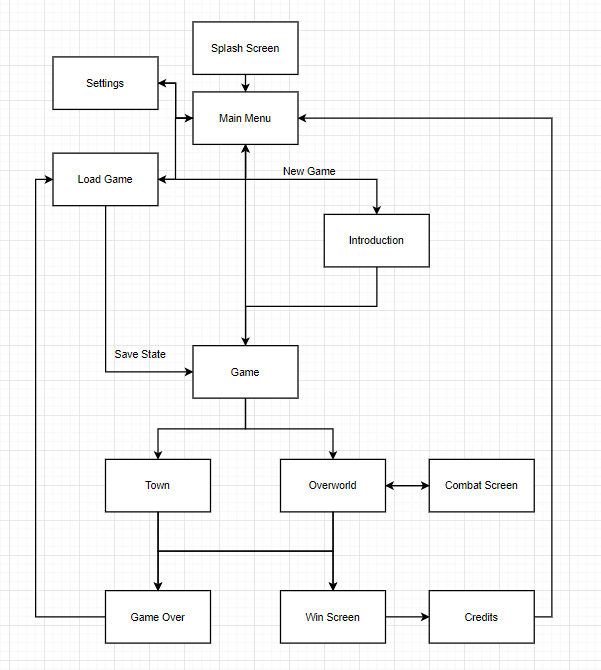 Splash Screen
Settings
Main Menu
New Game
Load Game
Introduction
Save State
Game
Town
Overworld
Combat Screen
Game Over
Win Screen
Credits